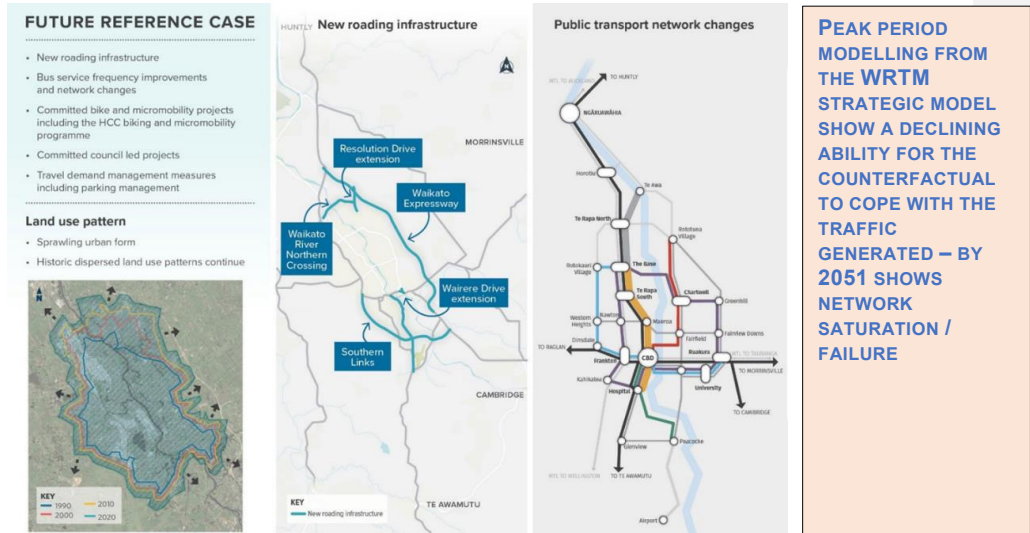 FUTURE REFERENCE CASE
• New roading infrastructure
• Bus service frequency improvements
and network changes
• Committed bike and micromobility projects
including the HCC biking and micromobility
programme
• Committed council led projects
• Travel demand management measures
including parking management
Land use pattern
• Sprawling urban form
• Historic dispersed land use patterns continue
N
KEY
1990
2010
2000
2020
HUNTLY
New roading infrastructure
MORRINSVILLE
Resolution Drive
extension
Waikato
Expressway
Waikato
River
Northern
Crossing
Wairere Drive
extension
Southern
Links
CAMBRIDGE
KEY
New roading infrastructure
TE AWAMUTU
Public transport network changes
TO HUNTLY
NGĀRUAWĀHIA
Horotiu
Te Awa
Te Rapa North
Rototuna
Village
Rotokauri
Village
The Base
Te Rapa
South
Chartwell
Greenhill
Western
Heights
Nawton
Maeroa
Fairfield
Fairview Downs
Dinsdale
TO RAGLAN
Frankton
CBD
Ruakura
MTL TO TAURANGA
TO MORRINSVILLE
Kahikatea
Hospital
University
TO CAMBRIDGE
Glenview
Peacocke
MTL TO WELLINGTON
TO TE AWAMUTU
Airport
PEAK PERIOD
MODELLING FROM
THE WRTM
STRATEGIC MODEL
SHOW A DECLINING
ABILITY FOR THE
COUNTERFACTUAL
TO COPE WITH THE
TRAFFIC
GENERATED – BY
2051 SHOWS
NETWORK
SATURATION /
FAILURE